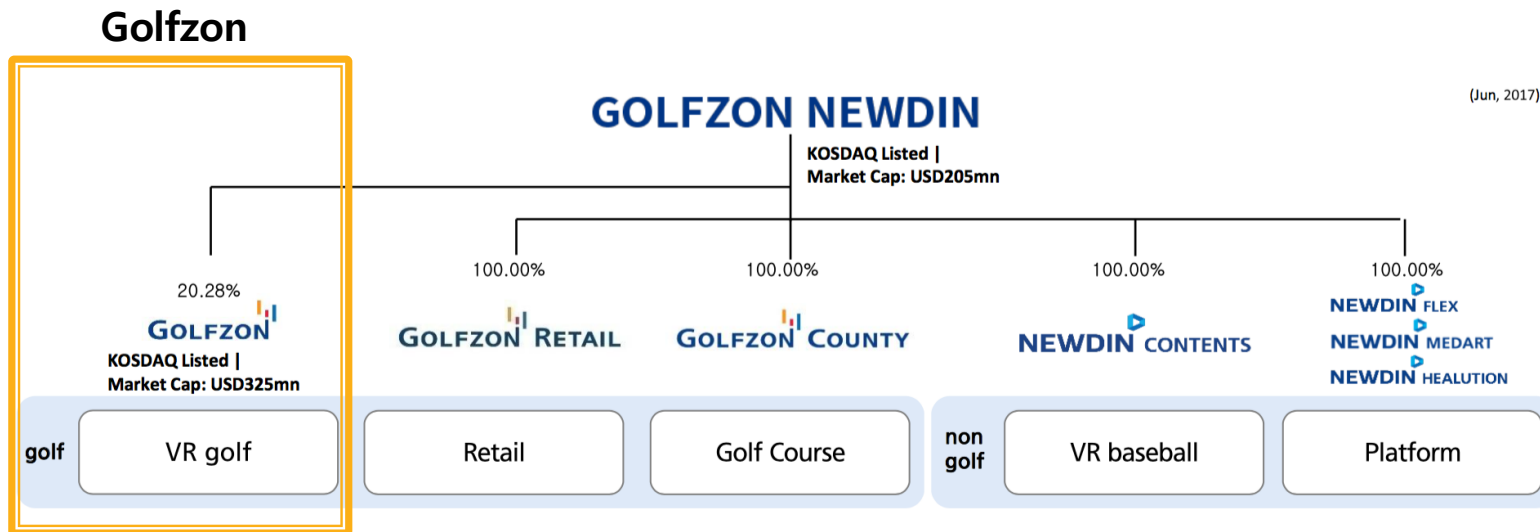 Golfzon
GOLFZON NEWDIN
(Jun, 2017)
KOSDAQ Listed |
Market Cap: USD205mn
20.28%
GOLFZON
KOSDAQ Listed |
Market Cap: USD325mn
100.00%
GOLFZON RETAIL
100.00%
GOLFZON COUNTY
100.00%
NEWDIN CONTENTS
100.00%
NEWDIN FLEX
NEWDIN MEDART
NEWDIN HEALUTION
golf
VR golf
Retail
Golf Course
non
golf
VR baseball
Platform